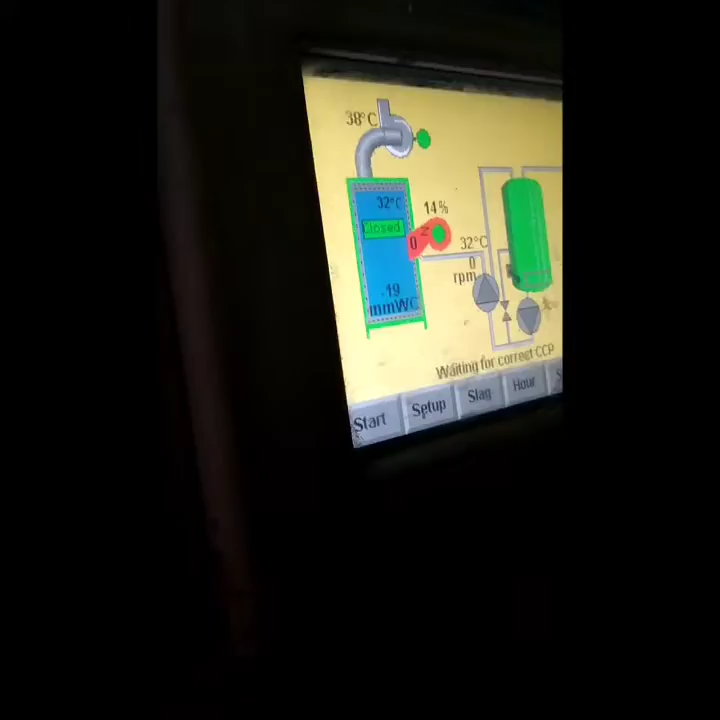 38°C
32°C
14%
Closed
0
32°C
0
rpm
-19
mmWC
Waiting for correct CCP
Start
Setup
Slag
Hour